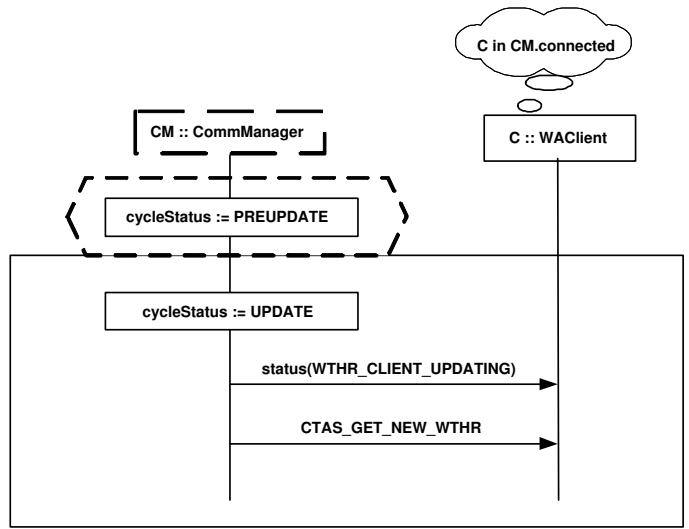 C in CM.connected
CM :: CommManager
C :: WAClient
cycleStatus := PREUPDATE
cycleStatus := UPDATE
status(WTHR_CLIENT_UPDATING)
CTAS_GET_NEW_WTHR